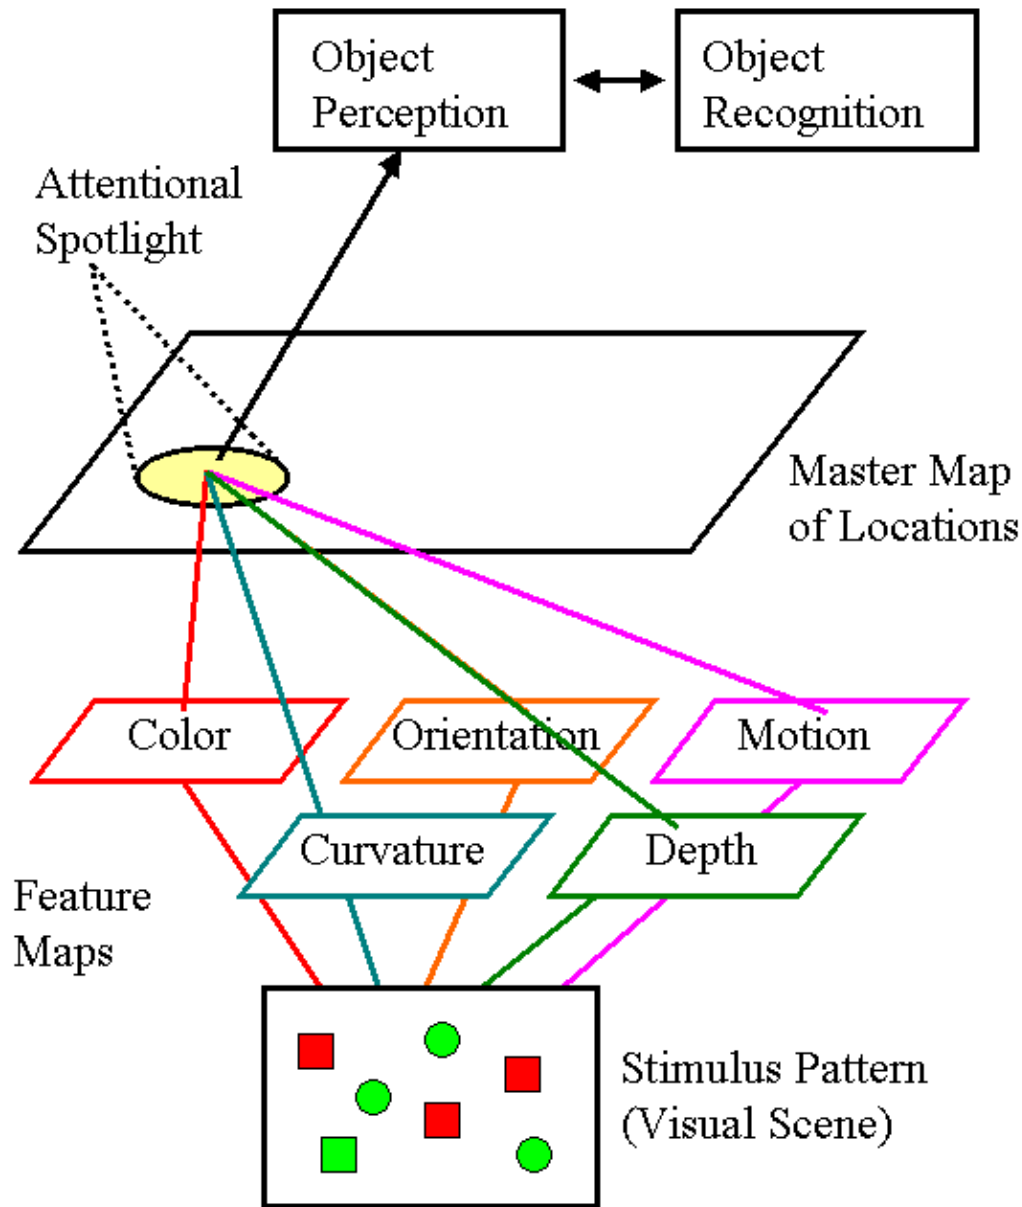 Object
Perception
Object
Recognition
Attentional
Spotlight
Master Map
of Locations
Color
Orientation
Motion
Curvature
Depth
Feature
Maps
Stimulus Pattern
(Visual Scene)